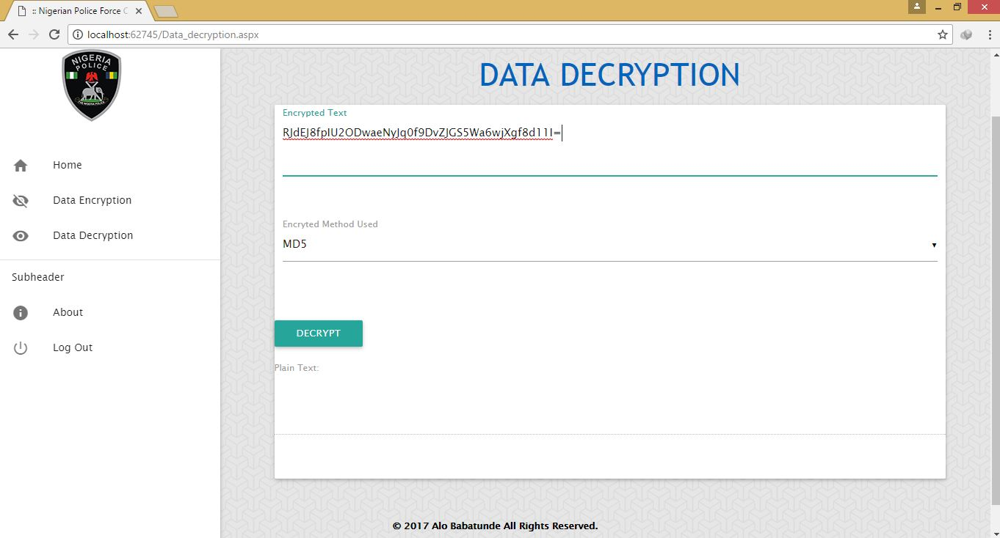 :: Nigerian Police Force C
localhost:62745/Data_decryption.aspx
NIGERIA
POLICE
THE NIGERIA POLICE
DATA DECRYPTION
Encrypted Text
RJdEJ8fpIU2ODwaeNyJq0f9DvZJGS5Wa6wjXgf8d11I=
Home
Data Encryption
Data Decryption
Encryted Method Used
MD5
Subheader
About
Log Out
DECRYPT
Plain Text:
© 2017 Alo Babatunde All Rights Reserved.